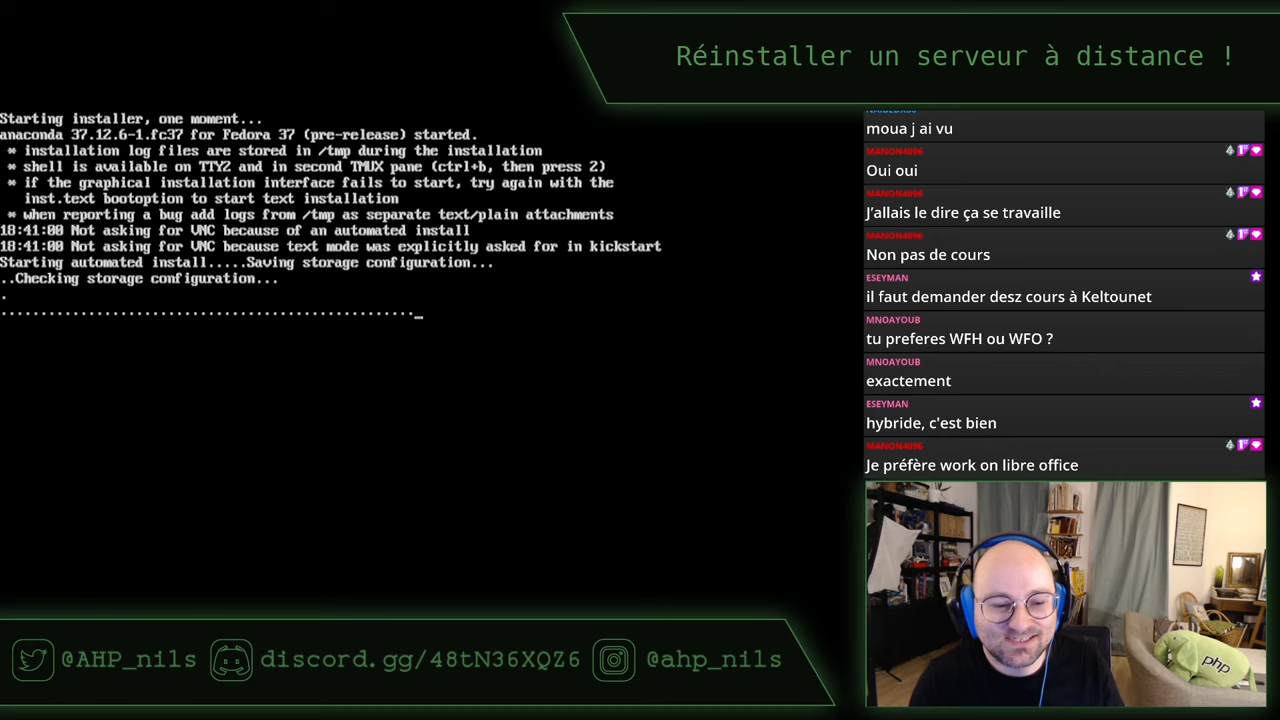 Réinstaller un serveur à distance !
Starting installer, one moment...
anaconda 37.12.6-1.fc37 for Fedora 37 (pre-release) started.
* installation log files are stored in /tmp during the installation
* shell is available on TTY2 and in second TMUX pane (ctrl+b, then press 2)
* if the graphical installation interface fails to start, try again with the
inst.text bootoption to start text installation
* when reporting a bug add logs from /tmp as separate text/plain attachments
18:41:00 Not asking for VNC because of an automated install
18:41:00 Not asking for VNC because text mode was explicitly asked for in kickstart
Starting automated install.....Saving storage configuration...
..Checking storage configuration...
.
...................................................._
moua j ai vu
MANON4096
Oui oui
MANON4096
J’allais le dire ça se travaille
MANON4096
Non pas de cours
ESEYMAN
il faut demander desz cours à Keltounet
MNOAYOUB
tu preferes WFH ou WFO ?
MNOAYOUB
exactement
ESEYMAN
hybride, c'est bien
MANON4096
Je préfère work on libre office
php
@AHP_nils
discord.gg/48tN36XQZ6
@ahp_nils